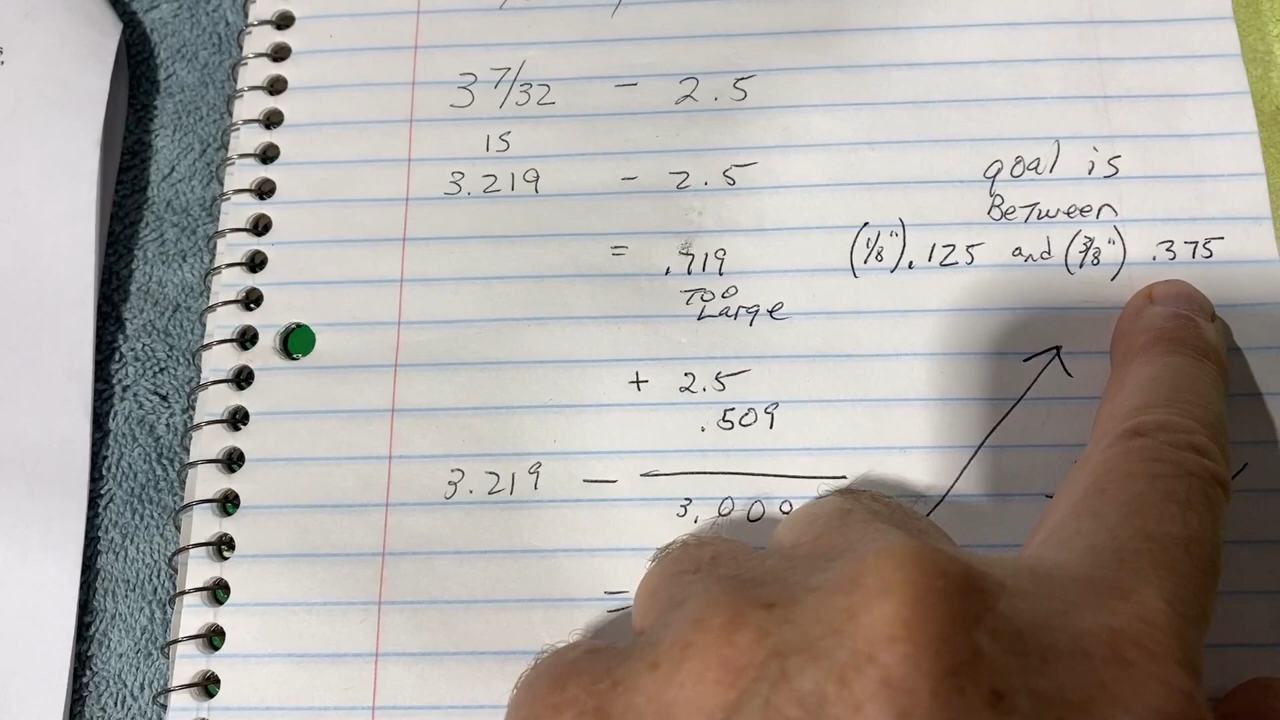 3 7/32 - 2.5
is
3.219 - 2.5
= .719
Too
Large
goal is
Between
(1/8") .125 and (3/8") .375
+ 2.5
.509
3.219 -
3.009
=